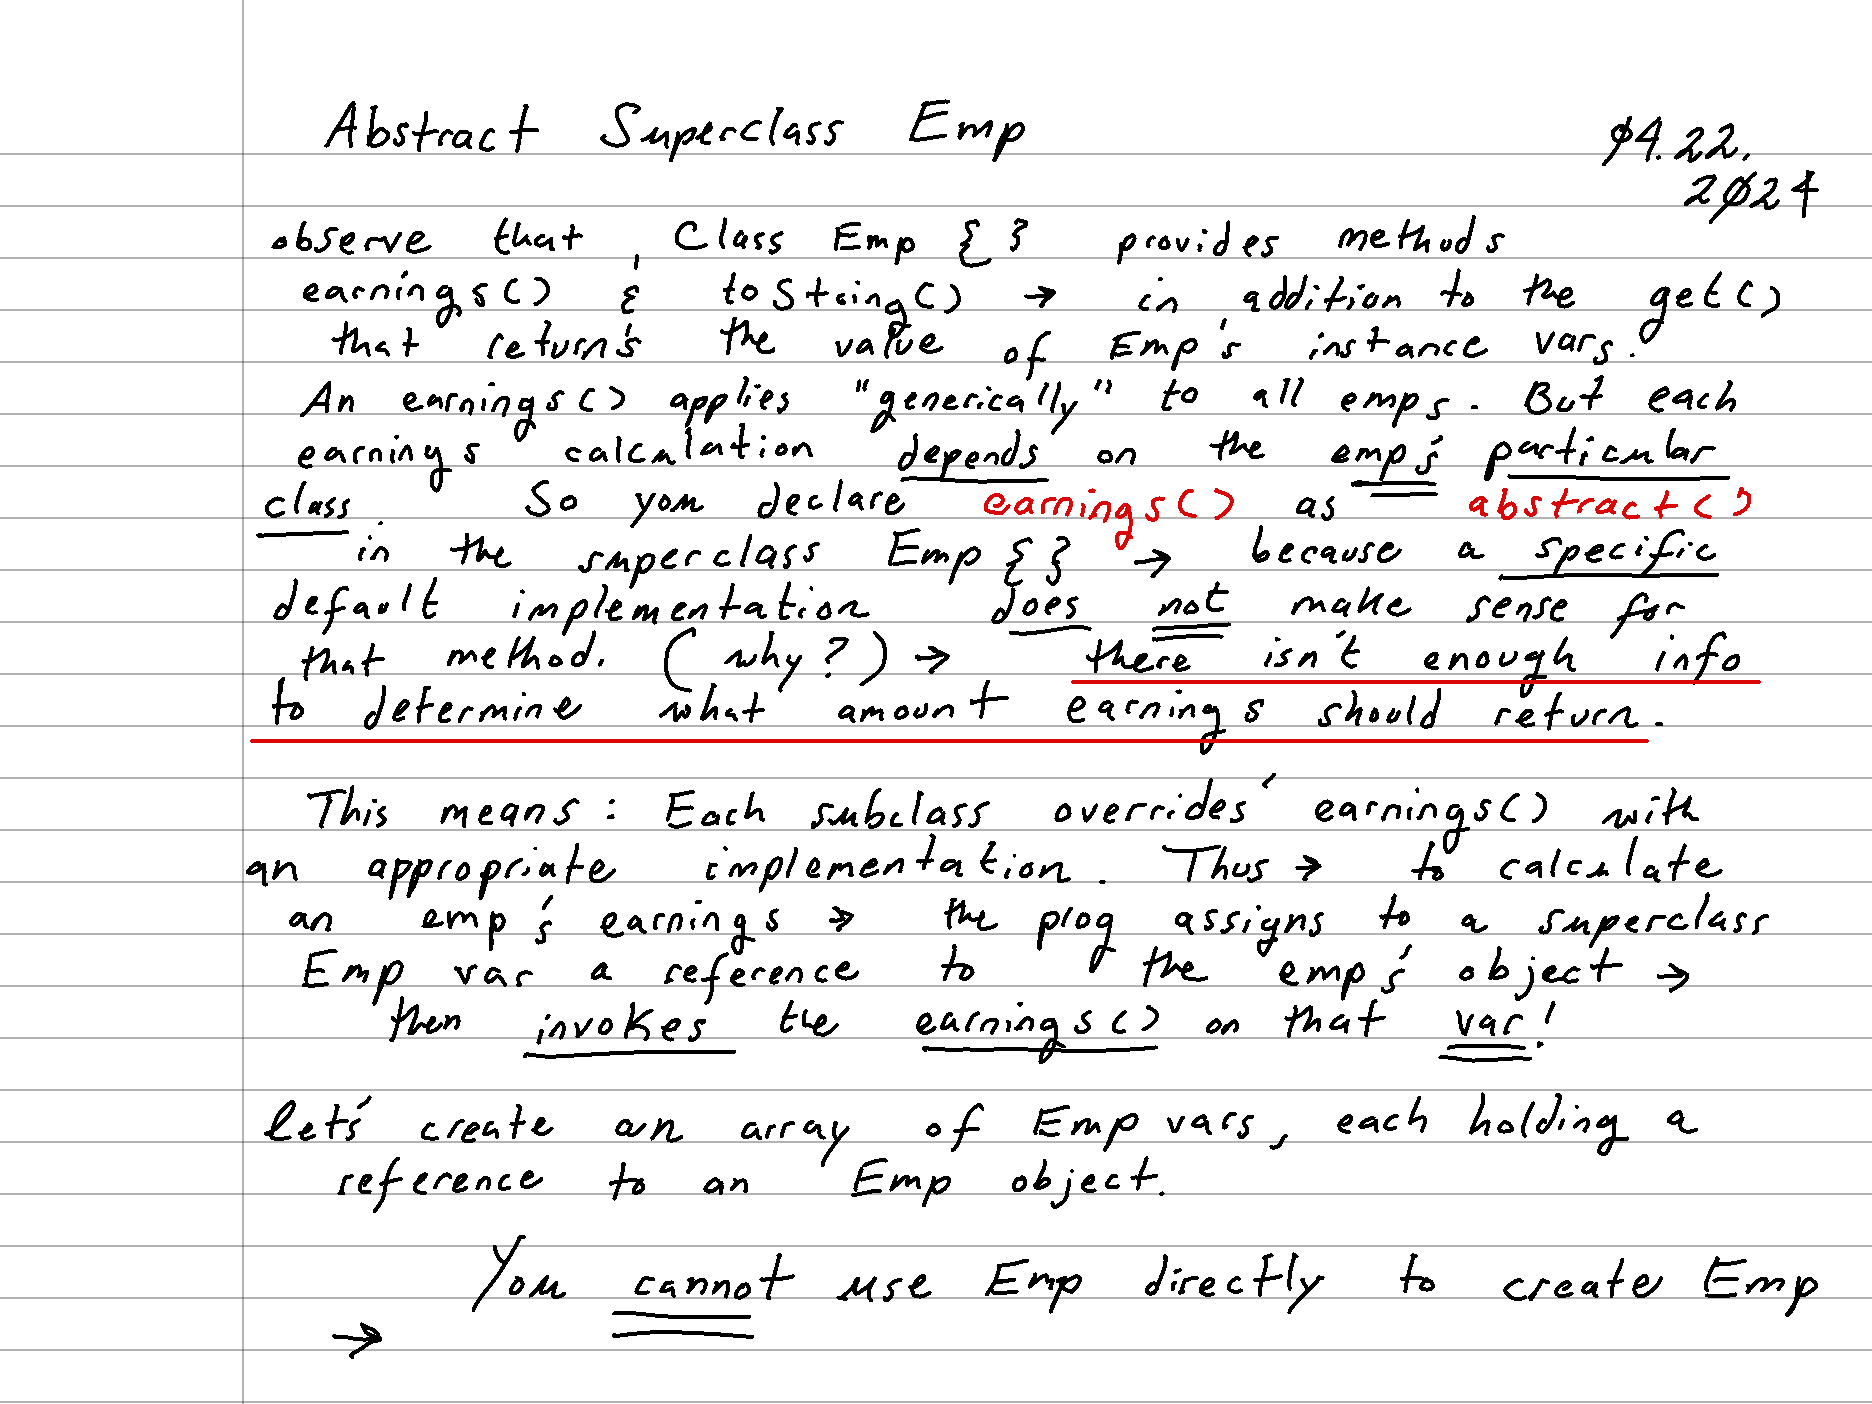 Abstract Superclass Emp
04.22.
2024
observe that, Class Emp { } provides methods
earnings() & toString() → in addition to the get()
that return's the value of Emp's instance vars.
An earnings() applies "generically" to all emps. But each
earnings calculation depends on the emp's particular
class So you declare earnings() as abstract()
in the superclass Emp { } → because a specific
default implementation does not make sense for
that method. (why?) → there isn't enough info
to determine what amount earnings should return.
This means: Each subclass overrides' earnings() with
an appropriate implementation. Thus → to calculate
an emp's earnings → the prog assigns to a superclass
Emp var a reference to the emp's object →
then invokes the earnings() on that var!
let's create an array of Emp vars, each holding a
reference to an Emp object.
You cannot use Emp directly to create Emp
→